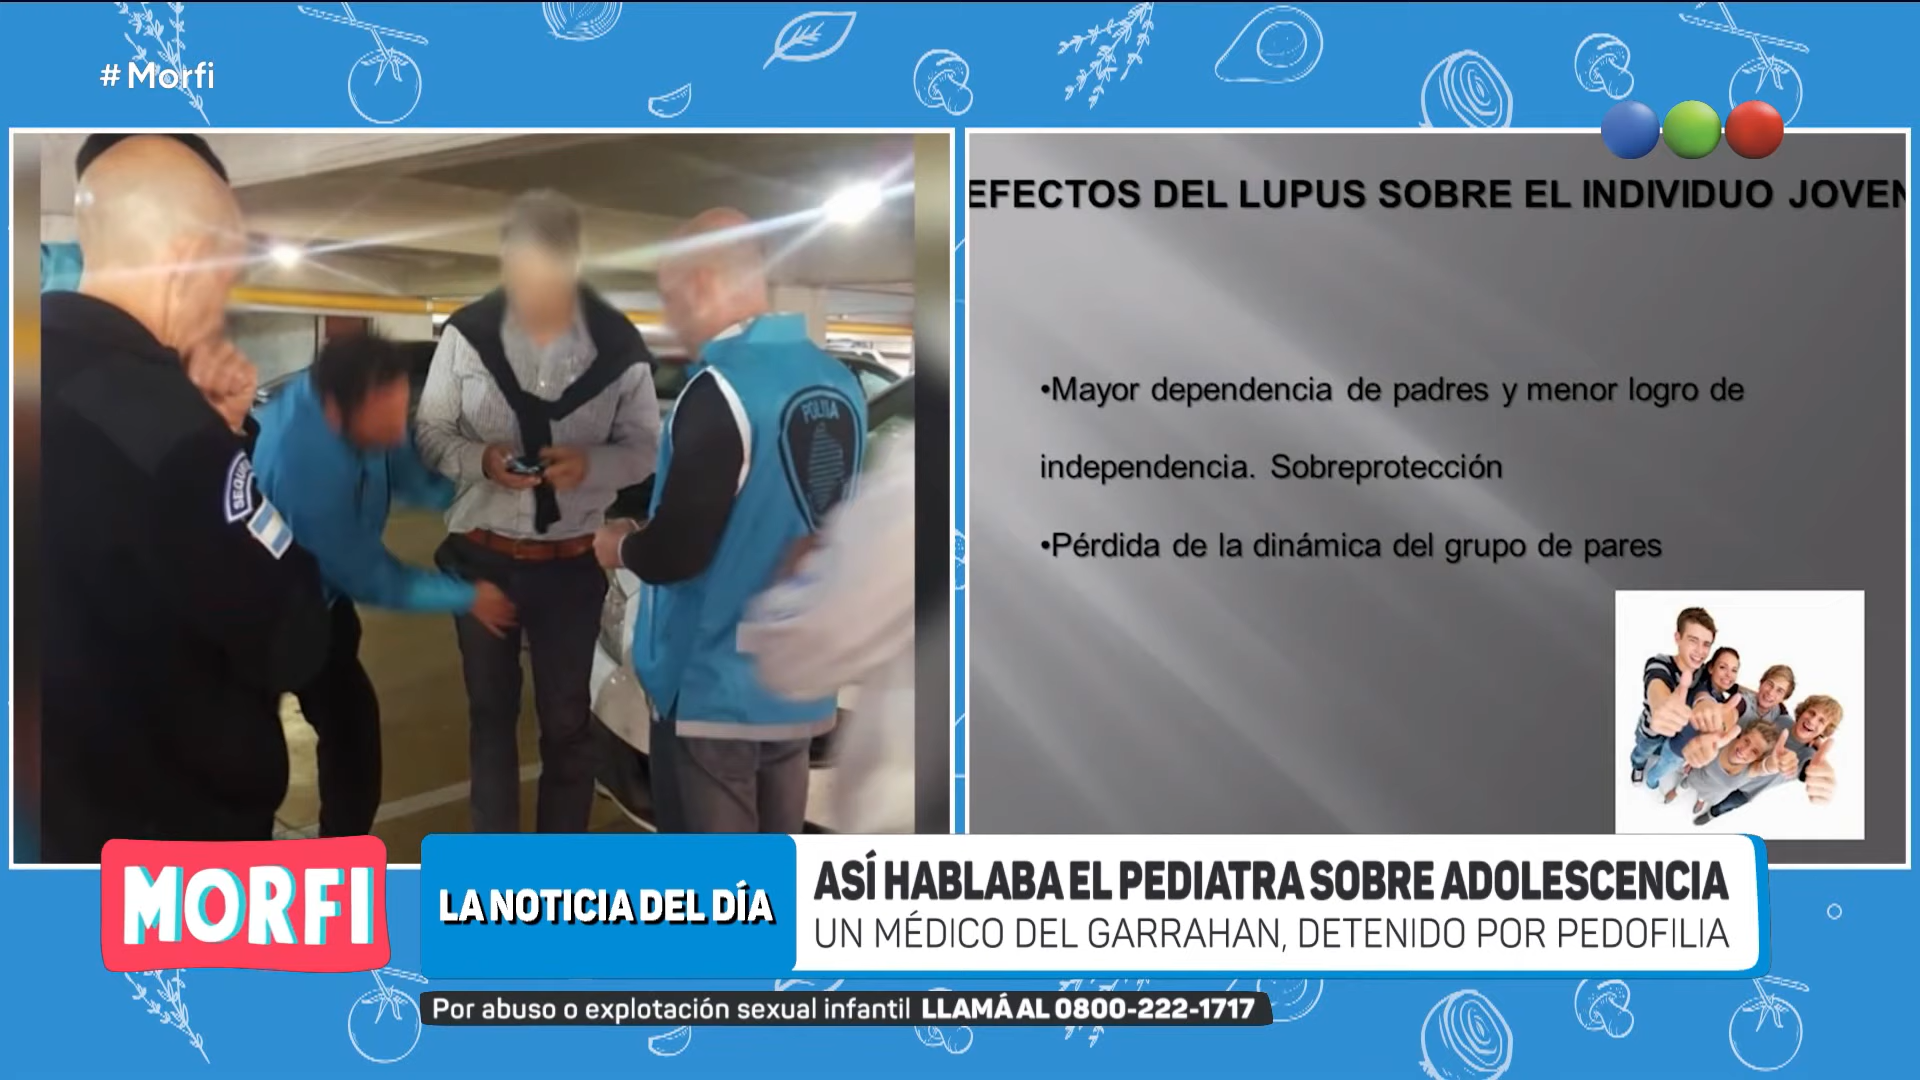 #Morfi
EFECTOS DEL LUPUS SOBRE EL INDIVIDUO JOVEN
•Mayor dependencia de padres y menor logro de
independencia. Sobreprotección
•Pérdida de la dinámica del grupo de pares
MORFI
LA NOTICIA DEL DÍA
ASÍ HABLABA EL PEDIATRA SOBRE ADOLESCENCIA
UN MÉDICO DEL GARRAHAN, DETENIDO POR PEDOFILIA
Por abuso o explotación sexual infantil LLAMÁ AL 0800-222-1717